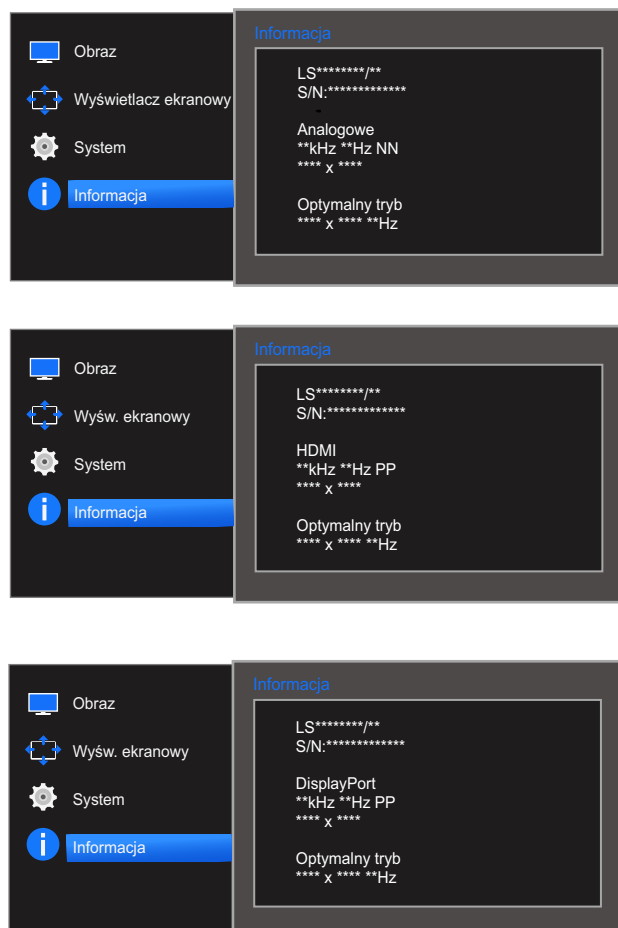 Obraz
Wyświetlacz ekranowy
System
Informacja
Informacja
LS********/**
S/N:*************
Analogowe
**kHz **Hz NN
**** x ****
Optymalny tryb
**** x **** **Hz
Obraz
Wyśw. ekranowy
System
Informacja
Informacja
LS********/**
S/N:*************
HDMI
**kHz **Hz PP
**** x ****
Optymalny tryb
**** x **** **Hz
Obraz
Wyśw. ekranowy
System
Informacja
Informacja
LS********/**
S/N:*************
DisplayPort
**kHz **Hz PP
**** x ****
Optymalny tryb
**** x **** **Hz